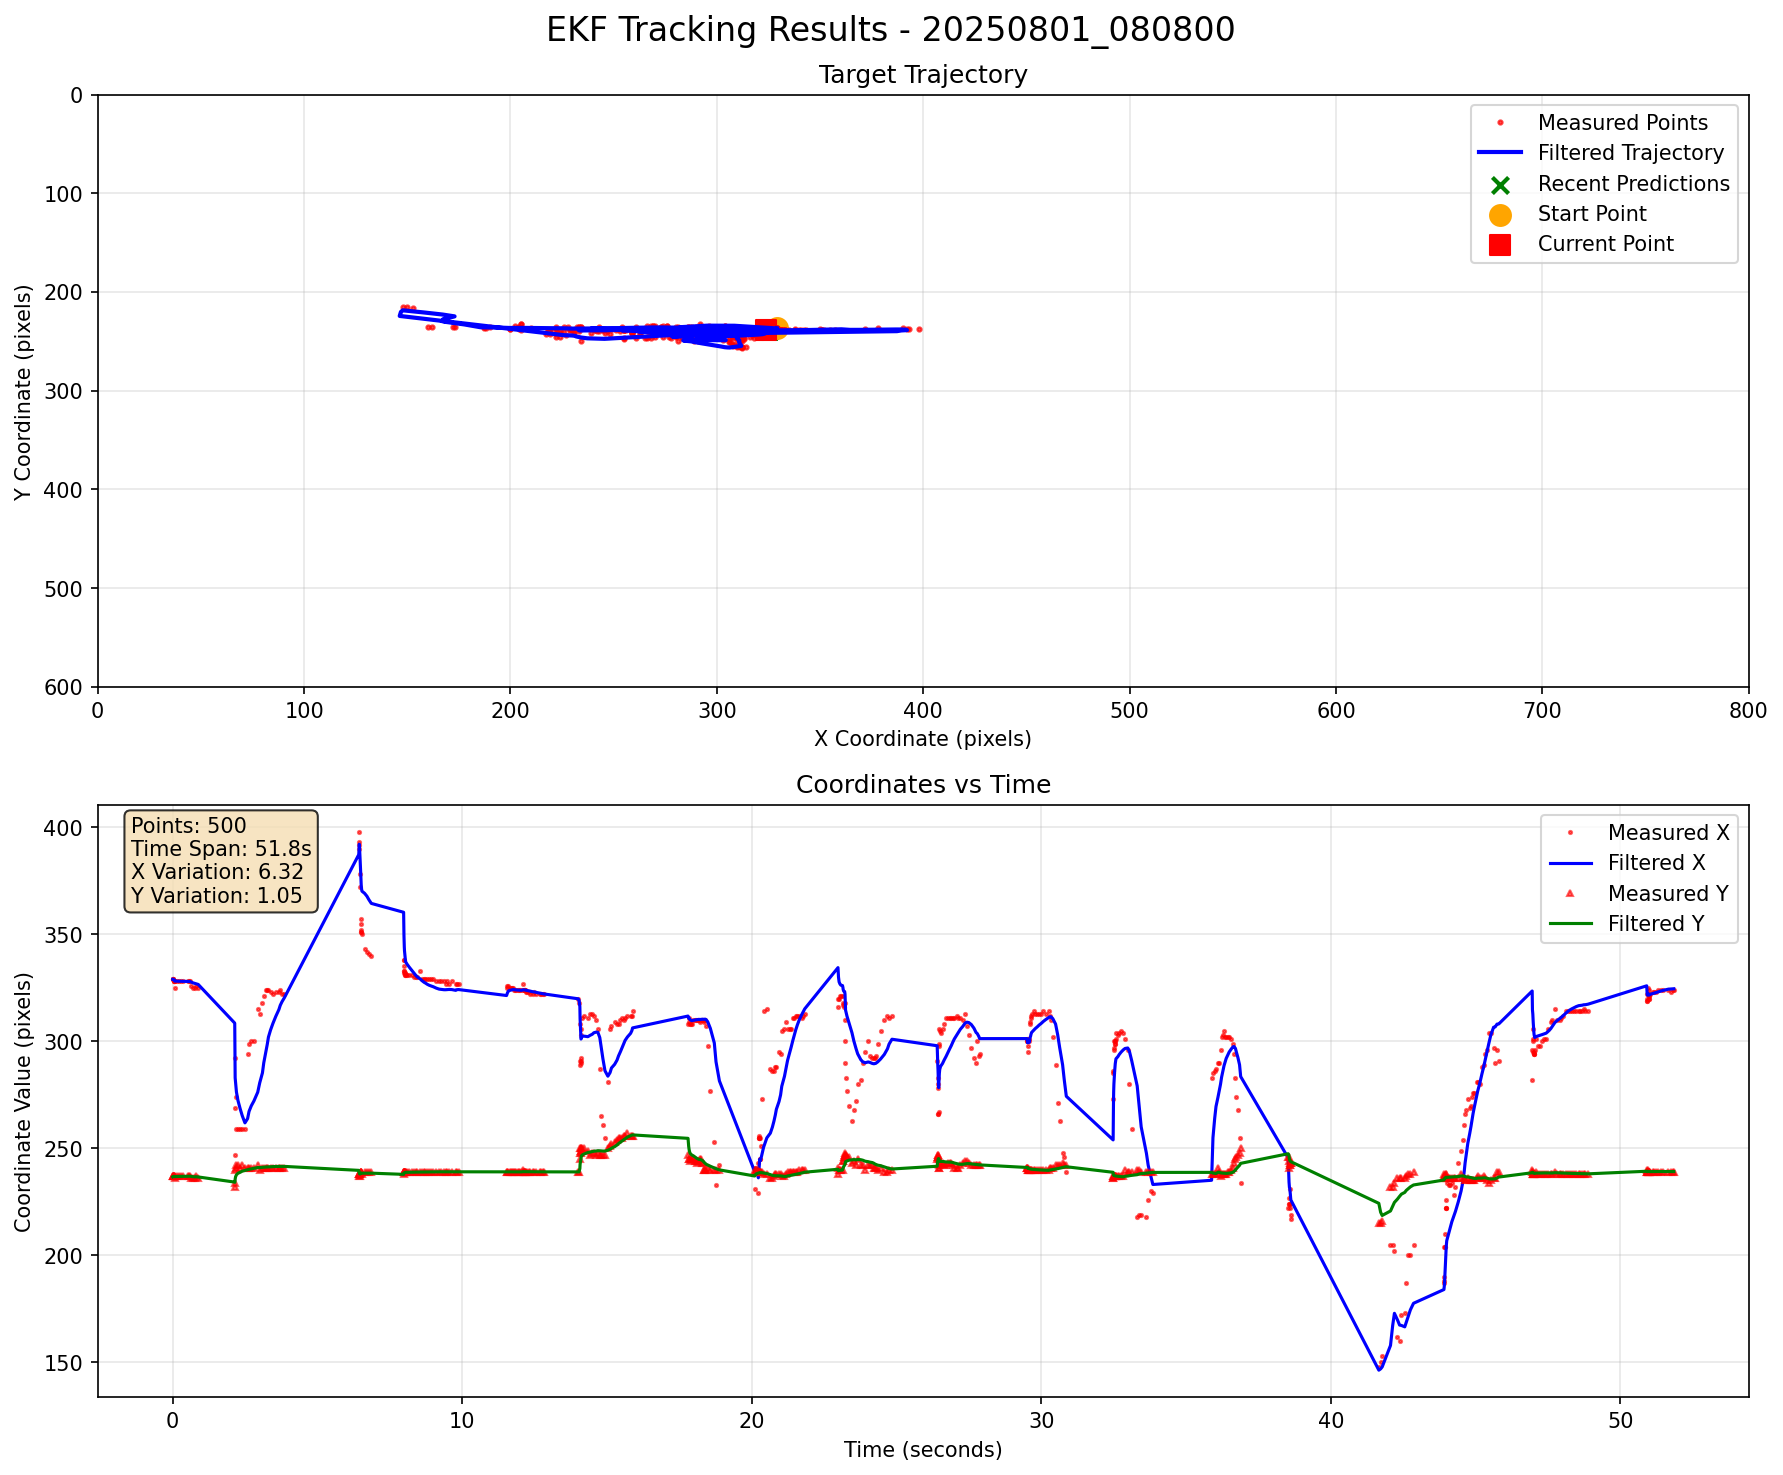 EKF Tracking Results - 20250801_080800
Target Trajectory
Y Coordinate (pixels)
0
100
200
300
400
500
600
Measured Points
Filtered Trajectory
Recent Predictions
Start Point
Current Point
0 100 200 300 400 500 600 700 800
X Coordinate (pixels)
Coordinates vs Time
Coordinate Value (pixels)
400
350
300
250
200
150
Points: 500
Time Span: 51.8s
X Variation: 6.32
Y Variation: 1.05
Measured X
Filtered X
Measured Y
Filtered Y
0 10 20 30 40 50
Time (seconds)